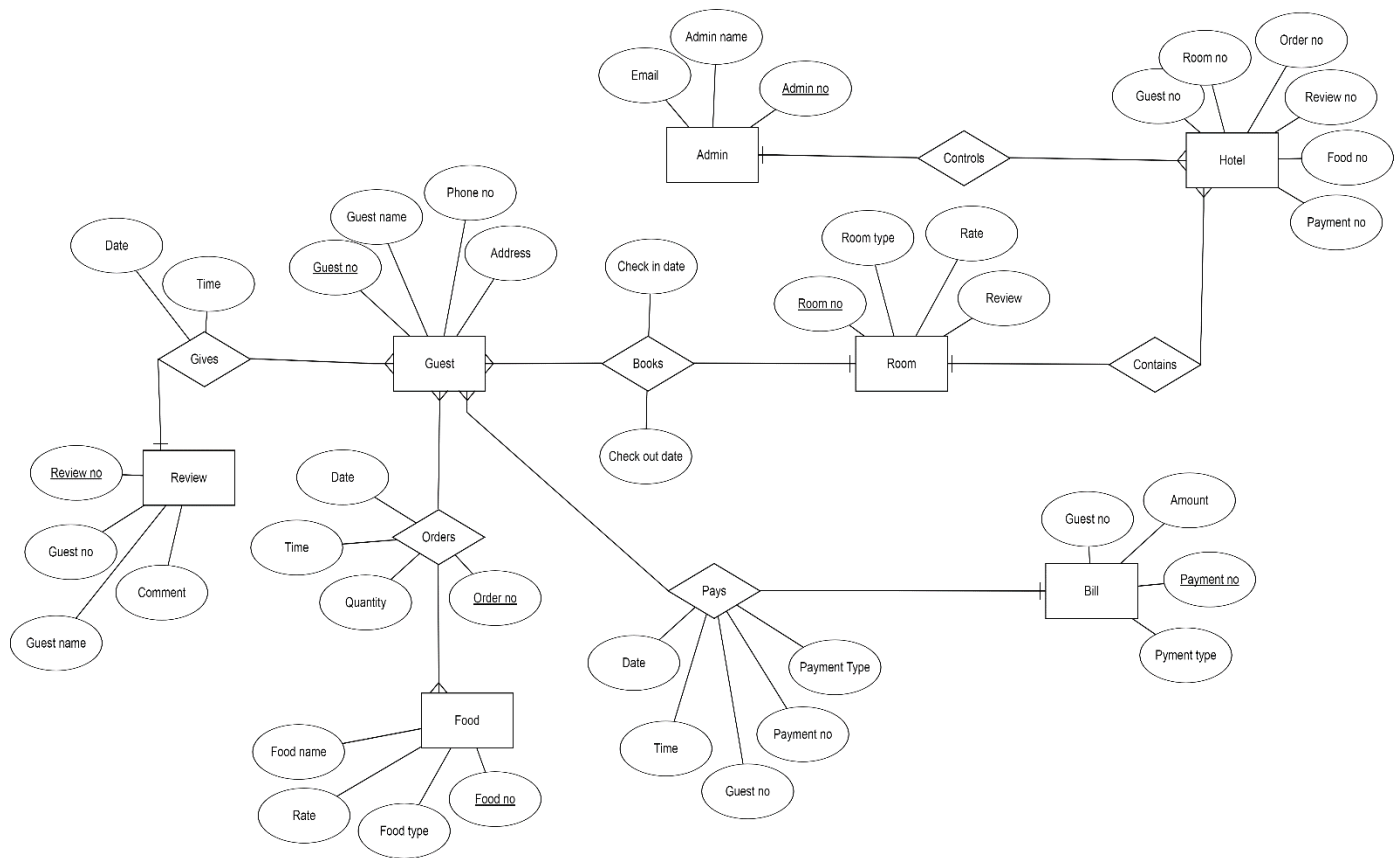 Admin name
Order no
Room no
Email
Admin no
Guest no
Review no
Admin
Controls
Hotel
Food no
Phone no
Guest name
Payment no
Room type
Rate
Date
Address
Guest no
Check in date
Time
Room no
Review
Gives
Guest
Books
Room
Contains
Check out date
Review no
Review
Date
Amount
Guest no
Orders
Time
Guest no
Payment no
Comment
Quantity
Order no
Pays
Bill
Guest name
Date
Payment Type
Pyment type
Food
Food name
Time
Payment no
Guest no
Rate
Food no
Food type